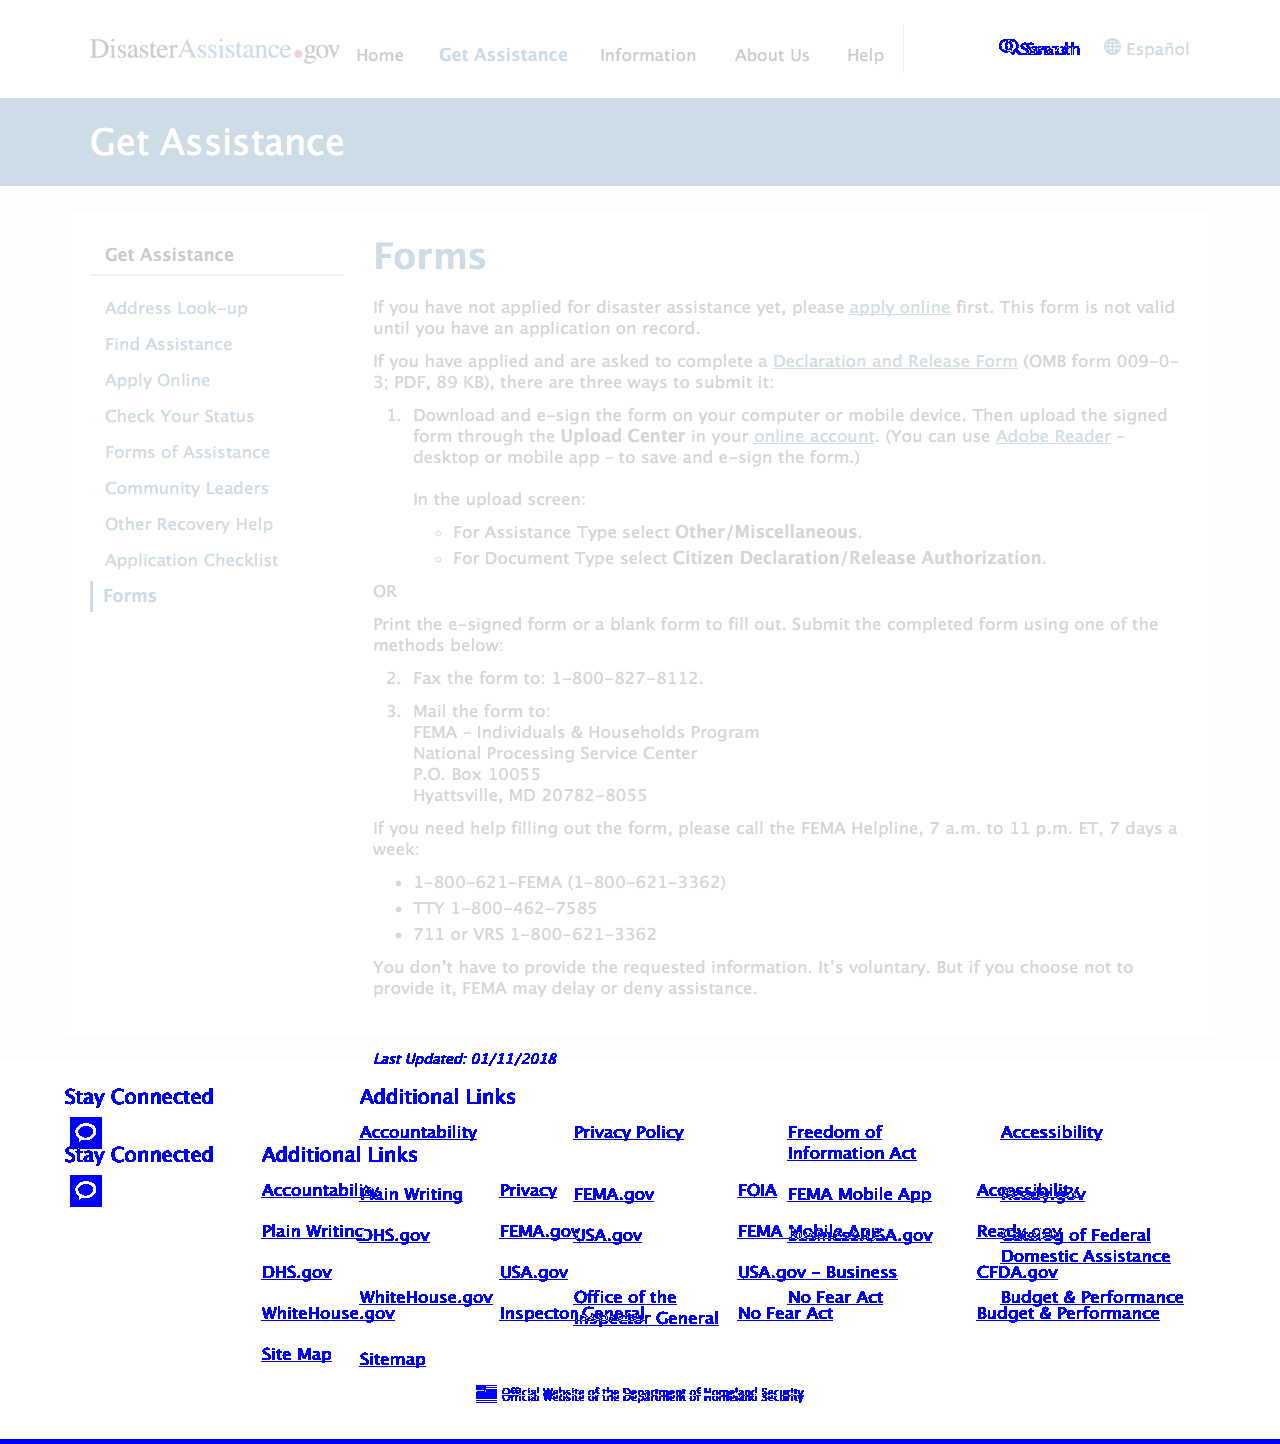 DisasterAssistance.gov Home Get Assistance Information About Us Help Search Español
Get Assistance
Get Assistance
Address Look-up
Find Assistance
Apply Online
Check Your Status
Forms of Assistance
Community Leaders
Other Recovery Help
Application Checklist
Forms
Forms
If you have not applied for disaster assistance yet, please apply online first. This form is not valid
until you have an application on record.
If you have applied and are asked to complete a Declaration and Release Form (OMB form 009-0-
3; PDF, 89 KB), there are three ways to submit it:
1. Download and e-sign the form on your computer or mobile device. Then upload the signed
form through the Upload Center in your online account. (You can use Adobe Reader –
desktop or mobile app – to save and e-sign the form.)
In the upload screen:
◦ For Assistance Type select Other/Miscellaneous.
◦ For Document Type select Citizen Declaration/Release Authorization.
OR
Print the e-signed form or a blank form to fill out. Submit the completed form using one of the
methods below:
2. Fax the form to: 1-800-827-8112.
3. Mail the form to:
FEMA – Individuals & Households Program
National Processing Service Center
P.O. Box 10055
Hyattsville, MD 20782-8055
If you need help filling out the form, please call the FEMA Helpline, 7 a.m. to 11 p.m. ET, 7 days a
week:
• 1-800-621-FEMA (1-800-621-3362)
• TTY 1-800-462-7585
• 711 or VRS 1-800-621-3362
You don't have to provide the requested information. It's voluntary. But if you choose not to
provide it, FEMA may delay or deny assistance.
Last Updated: 01/11/2018
Stay Connected Additional Links
Accountability Privacy Policy Freedom of Accessibility
Information Act
Stay Connected Additional Links
Accountability Privacy FOIA Accessibility
Plain Writing FEMA.gov FEMA Mobile App Ready.gov
Plain Writing FEMA.gov FEMA Mobile App Ready.gov
DHS.gov USA.gov Business.USA.gov Catalog of Federal
Domestic Assistance
DHS.gov USA.gov - Business CFDA.gov
USA.gov
WhiteHouse.gov Office of the No Fear Act Budget & Performance
Inspector General
WhiteHouse.gov Inspector General No Fear Act Budget & Performance
Site Map Sitemap
Official Website of the Department of Homeland Security